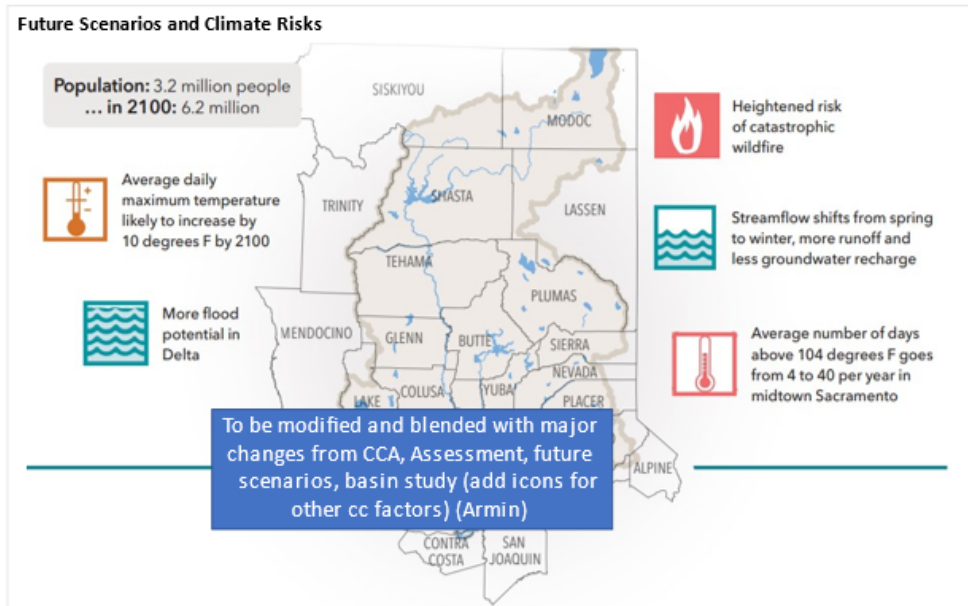 Future Scenarios and Climate Risks
Population: 3.2 million people
... in 2100: 6.2 million
Average daily
maximum temperature
likely to increase by
10 degrees F by 2100
More flood
potential in
Delta
SISKIYOU
MODOC
TRINITY
SHASTA
LASSEN
TEHAMA
PLUMAS
MENDOCINO
GLENN
BUTTE
SIERRA
NEVADA
COLUSA
YUBA
LAKE
PLACER
ALPINE
CONTRA
COSTA
SAN
JOAQUIN
Heightened risk
of catastrophic
wildfire
Streamflow shifts from spring
to winter, more runoff and
less groundwater recharge
Average number of days
above 104 degrees F goes
from 4 to 40 per year in
midtown Sacramento
To be modified and blended with major
changes from CCA, Assessment, future
scenarios, basin study (add icons for
other cc factors) (Armin)